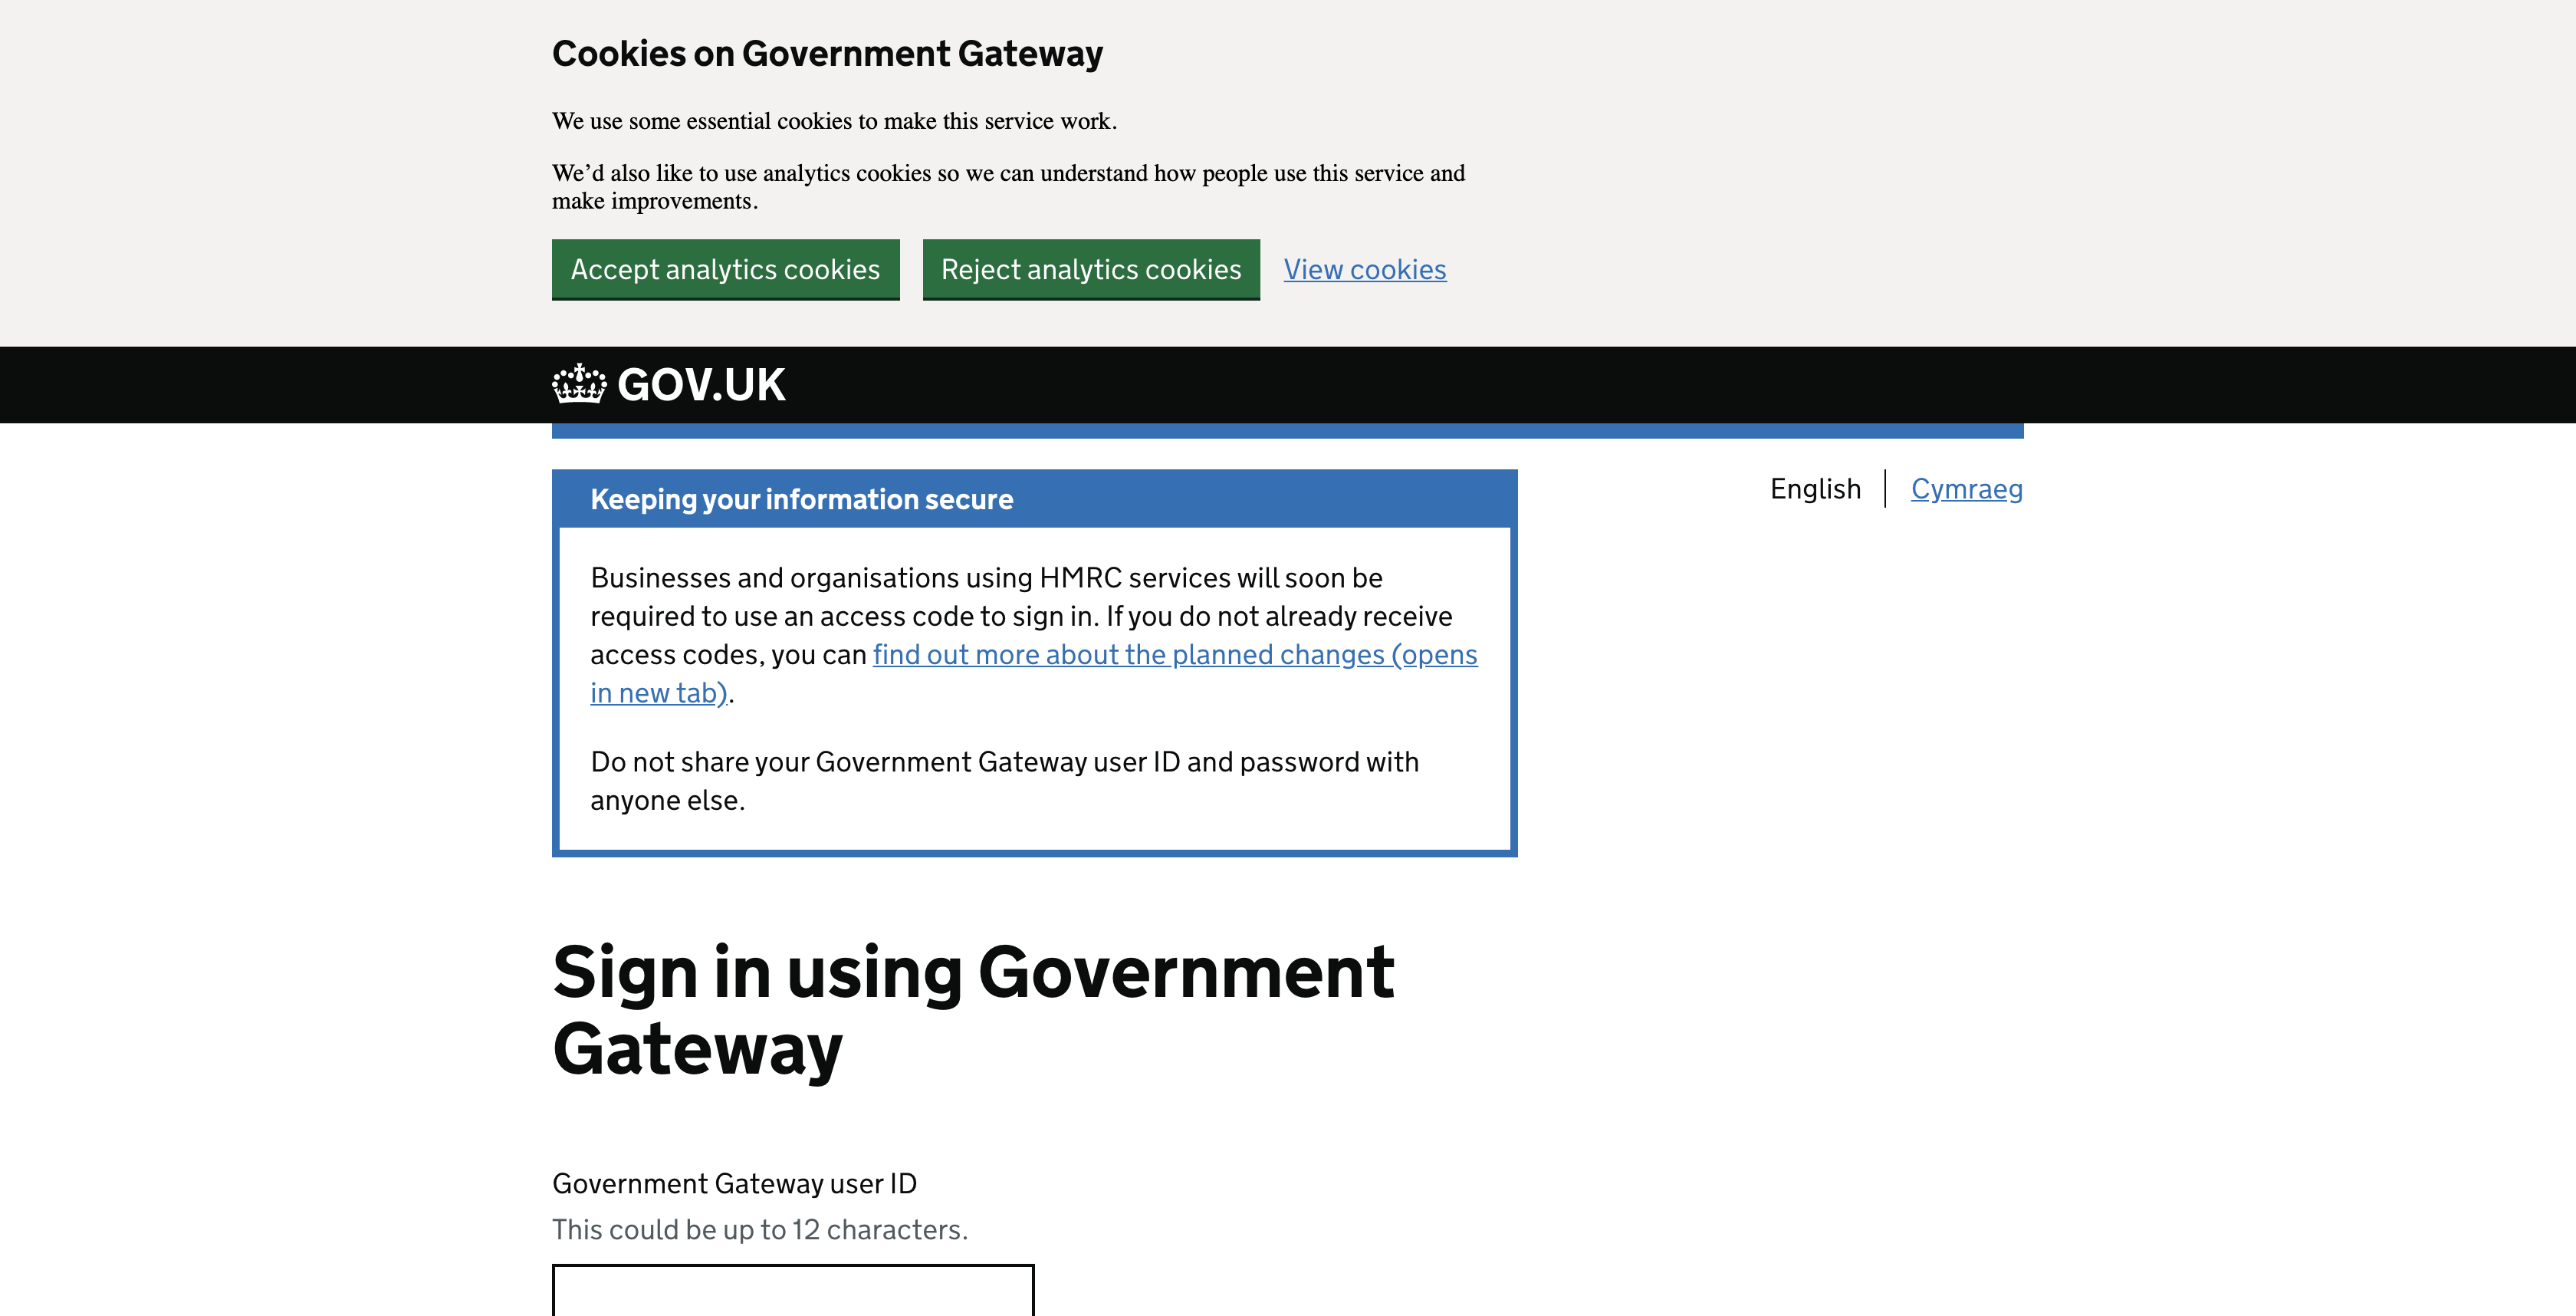 Cookies on Government Gateway
We use some essential cookies to make this service work.
We’d also like to use analytics cookies so we can understand how people use this service and
make improvements.
Accept analytics cookies Reject analytics cookies View cookies
GOV.UK
English Cymraeg
Keeping your information secure
Businesses and organisations using HMRC services will soon be
required to use an access code to sign in. If you do not already receive
access codes, you can find out more about the planned changes (opens
in new tab).
Do not share your Government Gateway user ID and password with
anyone else.
Sign in using Government
Gateway
Government Gateway user ID
This could be up to 12 characters.